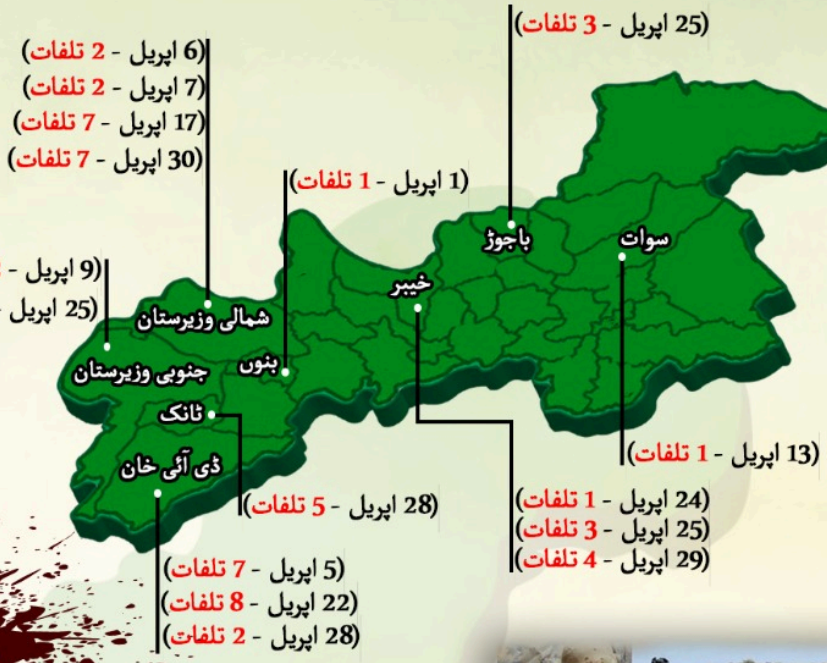 (25 اپریل - 3 تلفات)
(6 اپریل - 2 تلفات)
(7 اپریل - 2 تلفات)
(17 اپریل - 7 تلفات)
(30 اپریل - 7 تلفات)
(1 اپریل - 1 تلفات)
باجوڑ
سوات
خیبر
(9 اپریل -
(25 اپریل -
شمالی وزیرستان
بنوں
جنوبی وزیرستان
ٹانک
ڈی آئی خان
(13 اپریل - 1 تلفات)
(28 اپریل - 5 تلفات)
(24 اپریل - 1 تلفات)
(25 اپریل - 3 تلفات)
(29 اپریل - 4 تلفات)
(5 اپریل - 7 تلفات)
(22 اپریل - 8 تلفات)
(28 اپریل - 2 تلفات)